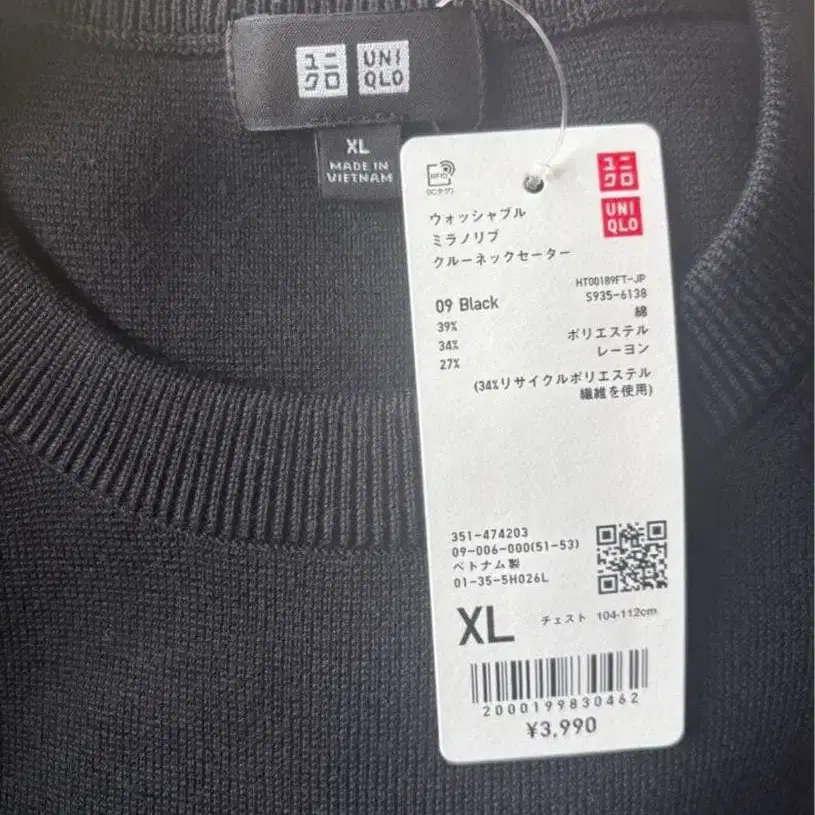 ユニ UNI
クロ QLO
XL
MADE IN
VIETNAM
RFID
ユニ
クロ
UNI
QLO
ウォッシャブル
ミラノリブ
クルーネックセーター
HT00189FT-JP
09 Black S935-6138
39% 綿
34% ポリエステル
27% レーヨン
(34%リサイクルポリエステル
繊維を使用)
351-474203
09-006-000(51-53)
ベトナム製
01-35-5H026L
XL チェスト 104-112cm
2000199830462
¥3,990